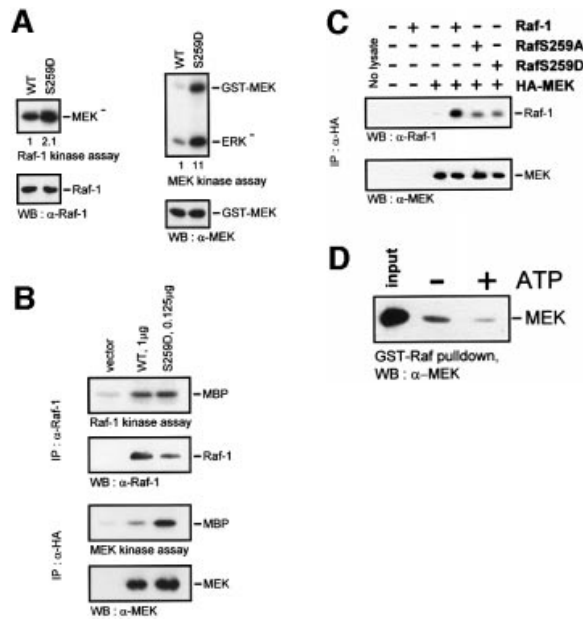 A
WT
S259D
MEK
1 2.1
Raf-1 kinase assay
Raf-1
WB : α-Raf-1
WT
S259D
GST-MEK
ERK
1 11
MEK kinase assay
GST-MEK
WB : α-MEK
B
vector
WT, 1μg
S259D, 0.125μg
IP : α-Raf-1
MBP
Raf-1 kinase assay
Raf-1
WB : α-Raf-1
IP : α-HA
MBP
MEK kinase assay
MEK
WB : α-MEK
C
No lysate
- + - + - - Raf-1
- - - - + - RafS259A
- - - - - + RafS259D
- - + + + + HA-MEK
IP : α-HA
Raf-1
WB : α-Raf-1
MEK
WB : α-MEK
D
input
- + ATP
MEK
GST-Raf pulldown,
WB : α-MEK